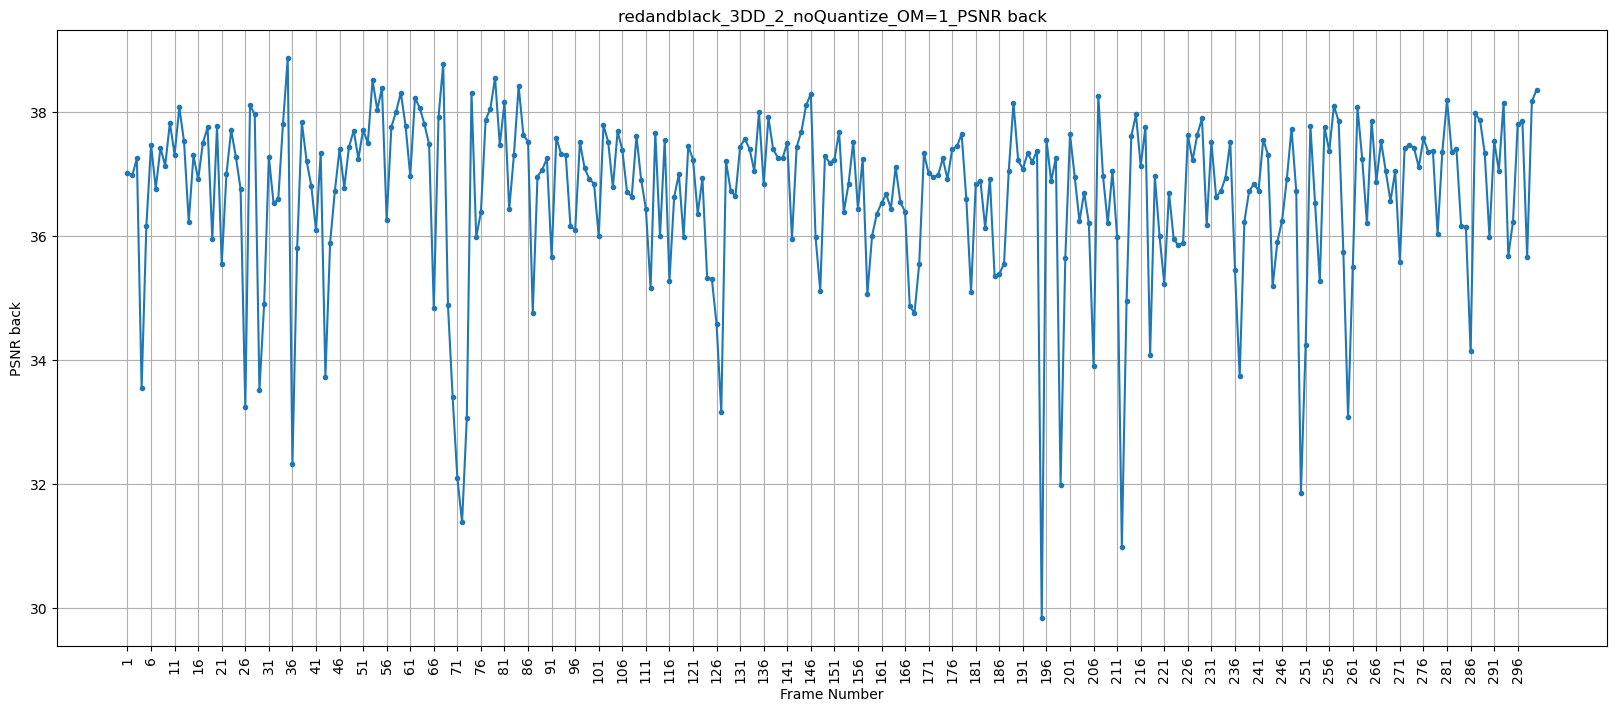 redandblack_3DD_2_noQuantize_OM=1_PSNR back
PSNR back
38
36
34
32
30
1 6 11 16 21 26 31 36 41 46 51 56 61 66 71 76 81 86 91 96 101 106 111 116 121 126 131 136 141 146 151 156 161 166 171 176 181 186 191 196 201 206 211 216 221 226 231 236 241 246 251 256 261 266 271 276 281 286 291 296
Frame Number